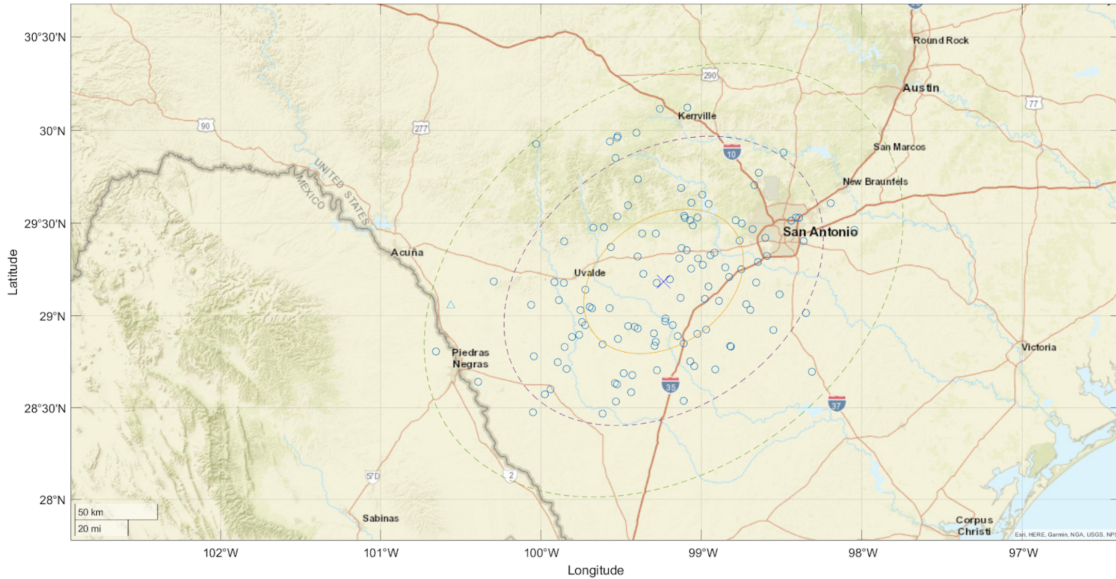 30°30'N
30°N
29°30'N
29°N
28°30'N
28°N
Latitude
102°W
101°W
100°W
99°W
98°W
97°W
Longitude
Round Rock
290
Austin
77
Kerrville
90
277
San Marcos
10
UNITED STATES
MEXICO
New Braunfels
San Antonio
Acuña
Uvalde
Piedras
Negras
Victoria
35
37
57D
2
50 km
20 mi
Sabinas
Corpus
Christi
Esri, HERE, Garmin, NGA, USGS, NPS